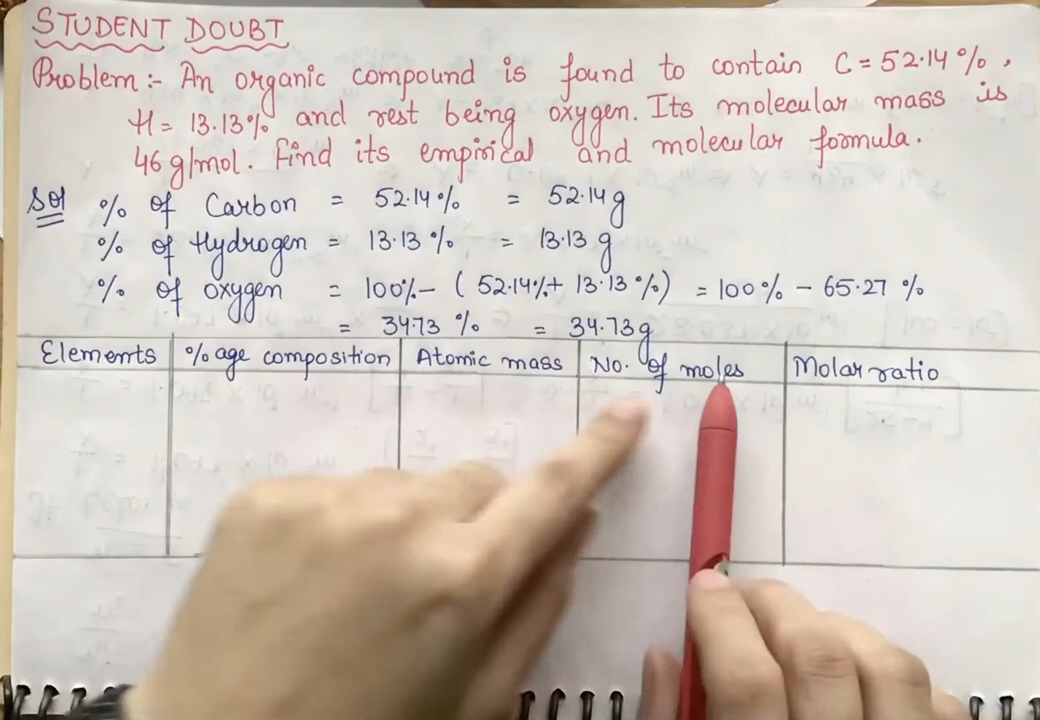 STUDENT DOUBT
Problem:- An organic compound is found to contain C = 52.14%,
H = 13.13% and rest being oxygen. Its molecular mass is
46 g/mol. Find its empirical and molecular formula.
Sol % of Carbon = 52.14% = 52.14g
% of Hydrogen = 13.13% = 13.13 g
% of oxygen = 100% - (52.14% + 13.13%) = 100% - 65.27 %
= 34.73 % = 34.73g
Elements %age composition Atomic mass No. of moles Molar ratio